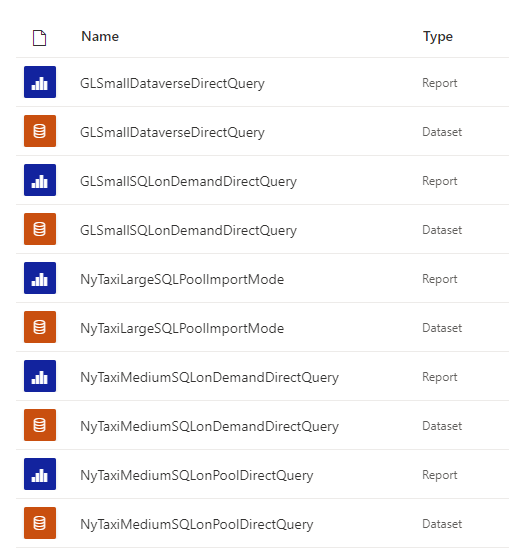 Name Type
GLSmallDataverseDirectQuery Report
GLSmallDataverseDirectQuery Dataset
GLSmallSQLonDemandDirectQuery Report
GLSmallSQLonDemandDirectQuery Dataset
NyTaxiLargeSQLPoolImportMode Report
NyTaxiLargeSQLPoolImportMode Dataset
NyTaxiMediumSQLonDemandDirectQuery Report
NyTaxiMediumSQLonDemandDirectQuery Dataset
NyTaxiMediumSQLonPoolDirectQuery Report
NyTaxiMediumSQLonPoolDirectQuery Dataset